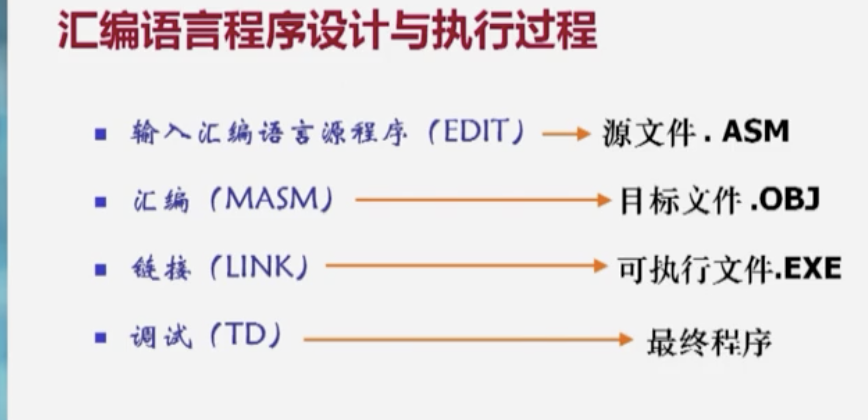 汇编语言程序设计与执行过程
输入汇编语言源程序（EDIT） 源文件. ASM
汇编（MASM） 目标文件.OBJ
链接（LINK） 可执行文件.EXE
调试（TD） 最终程序